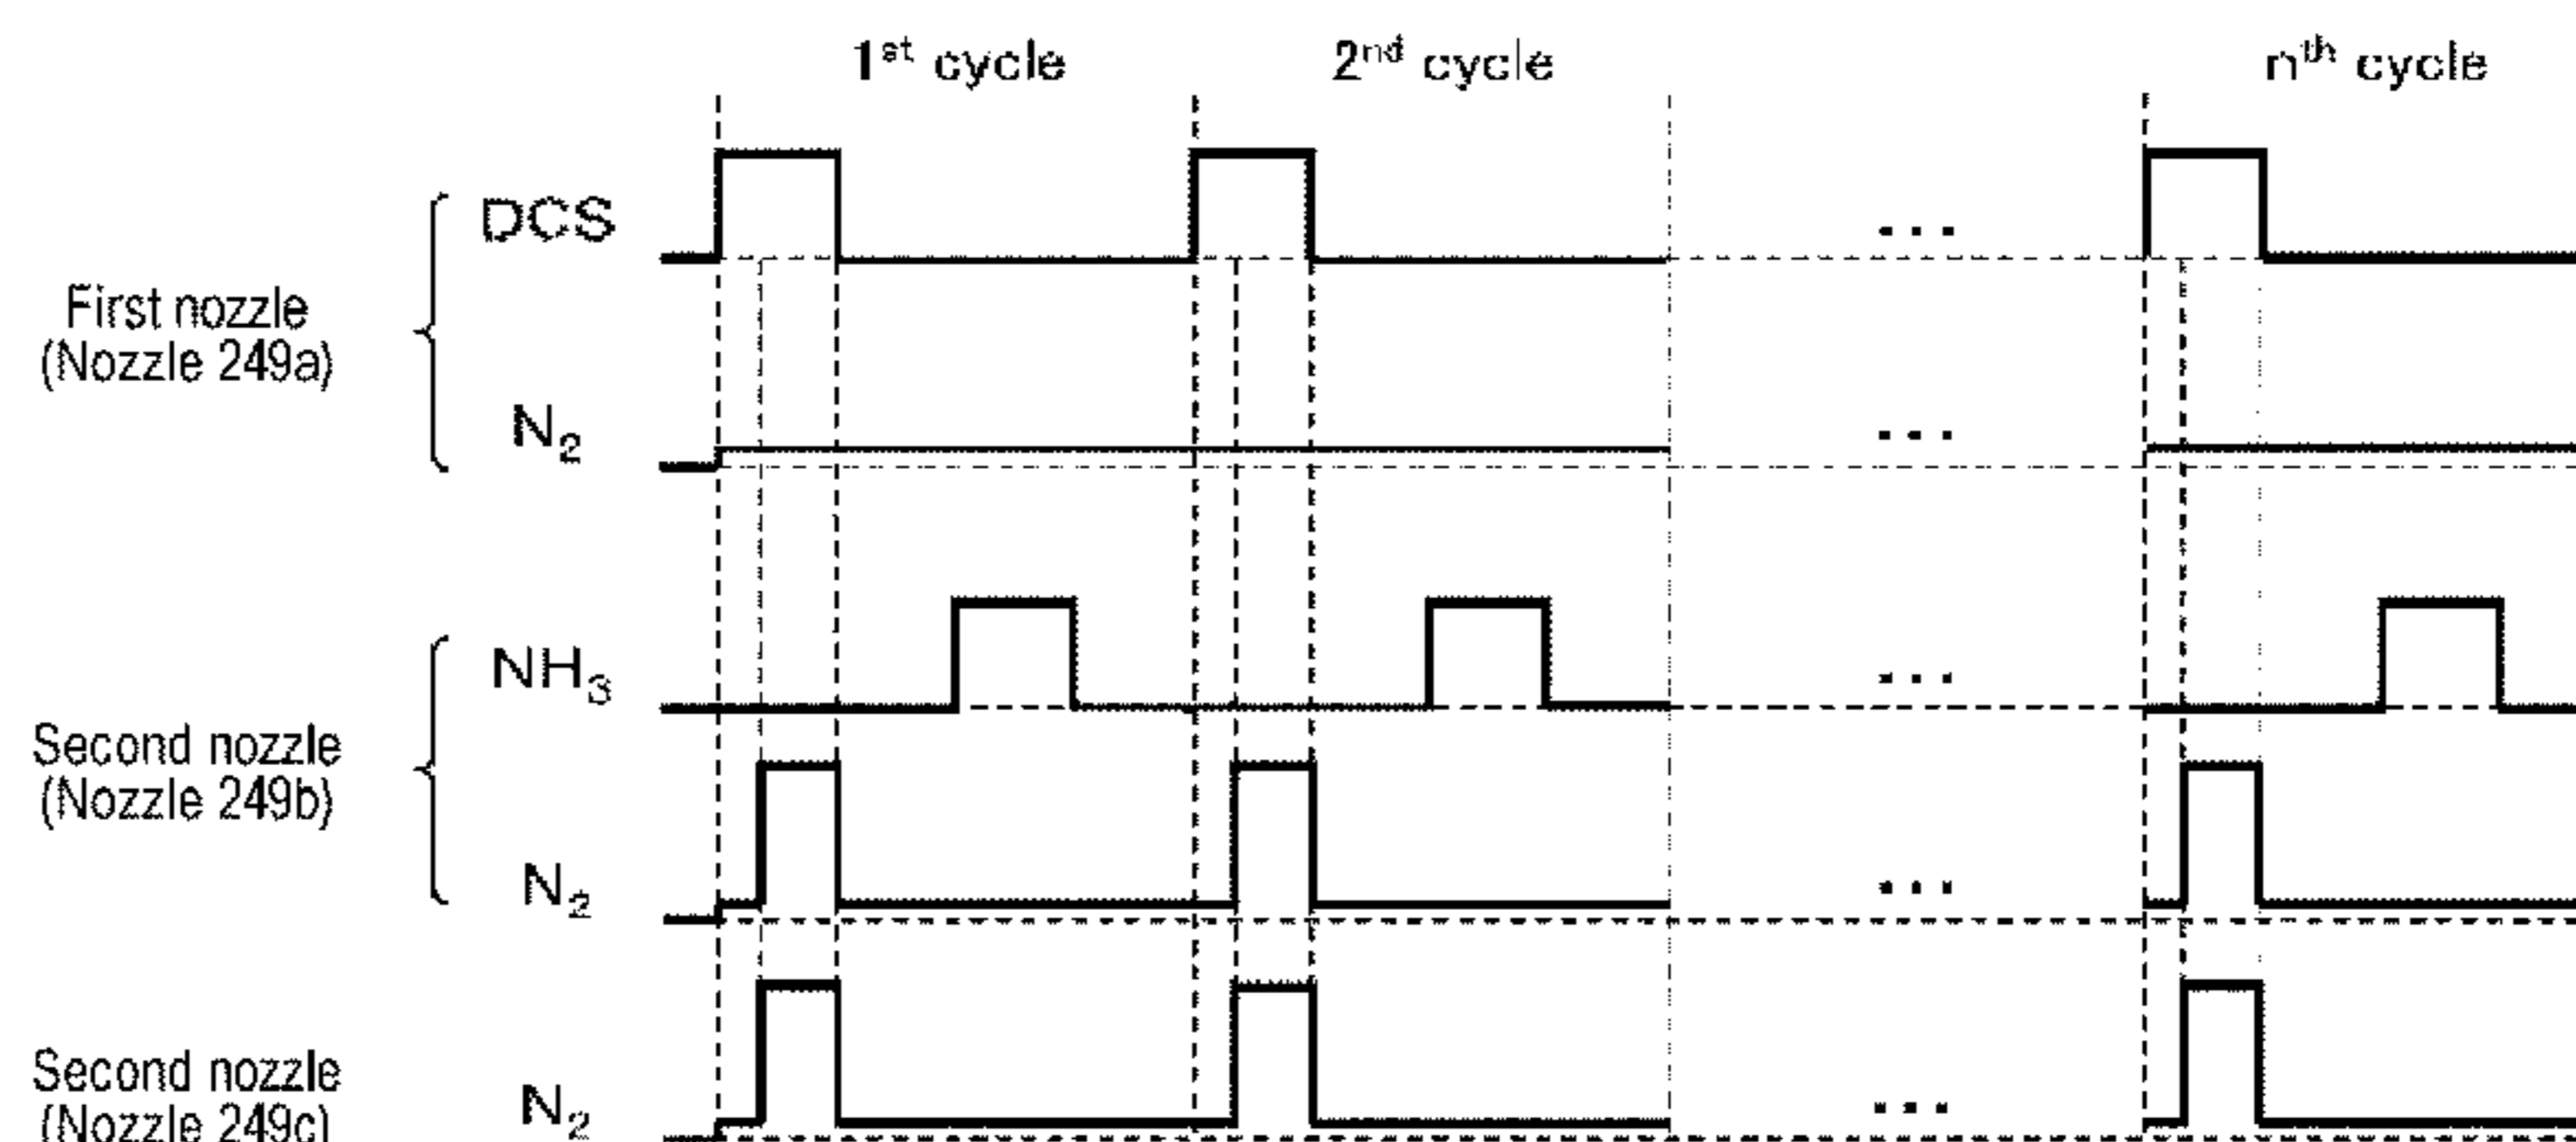 1st cycle 2nd cycle nth cycle
DCS
First nozzle
(Nozzle 249a)
N2
NH3
Second nozzle
(Nozzle 249b)
N2
Second nozzle
(Nozzle 249c)
N2
...